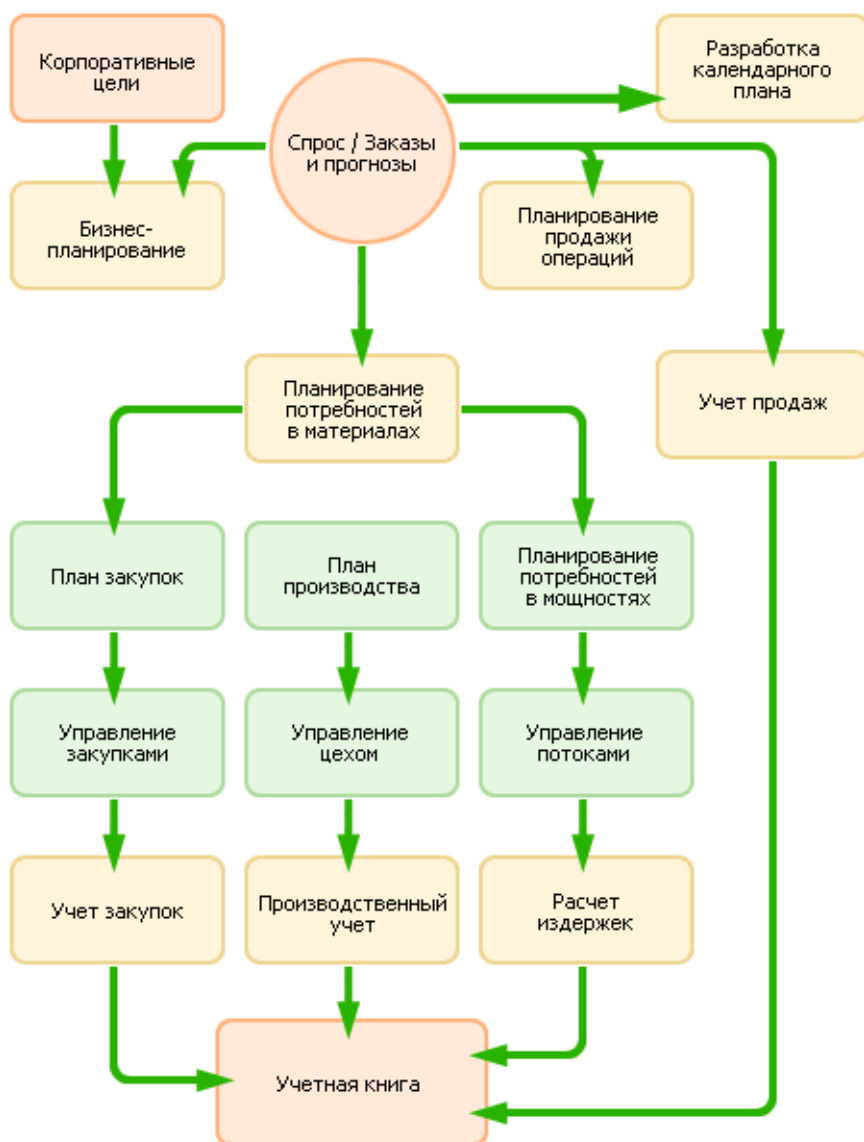 Корпоративные
цели
Спрос / Заказы
и прогнозы
Разработка
календарного
плана
Бизнес-
планирование
Планирование
продажи
операций
Планирование
потребностей
в материалах
Учет продаж
План закупок
План
производства
Планирование
потребностей
в мощностях
Управление
закупками
Управление
цехом
Управление
потоками
Учет закупок
Производственный
учет
Расчет
издержек
Учетная книга